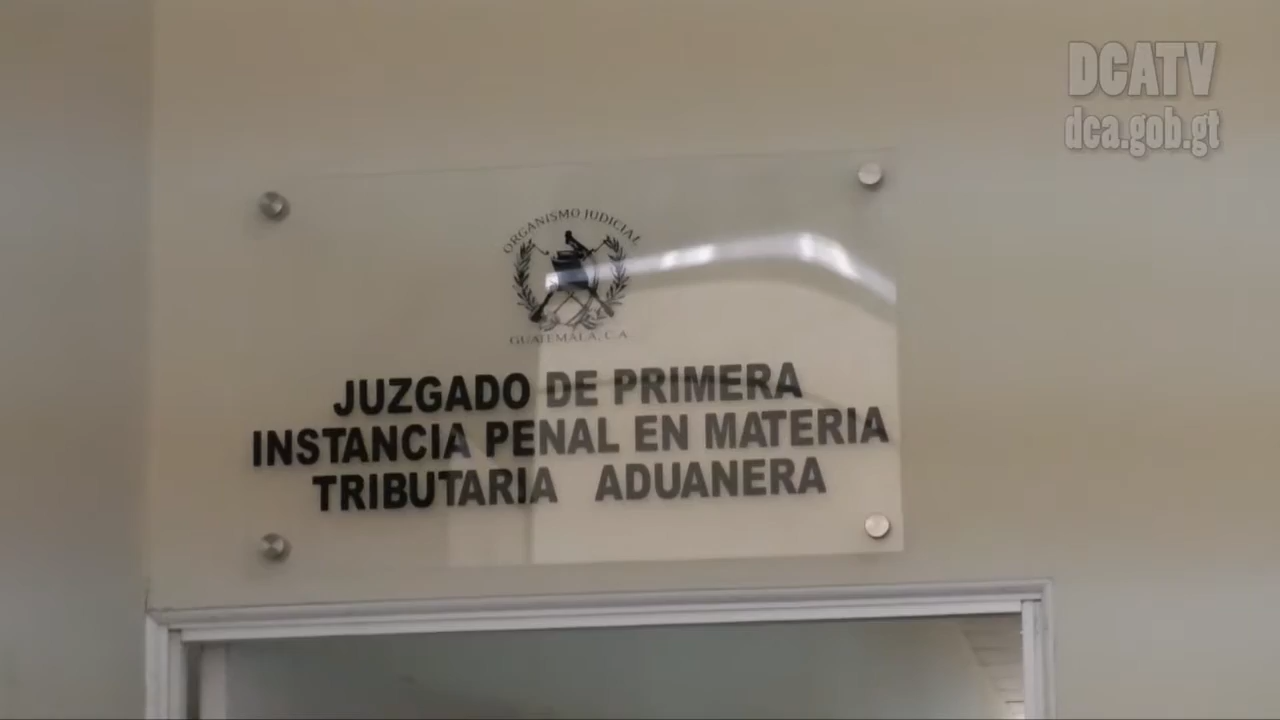 DCATV
dca.gob.gt
ORGANISMO JUDICIAL
GUATEMALA, C.A.
JUZGADO DE PRIMERA
INSTANCIA PENAL EN MATERIA
TRIBUTARIA ADUANERA